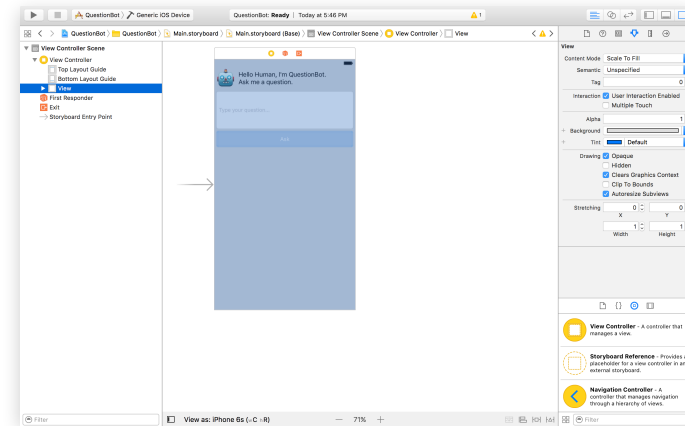 QuestionBot Generic iOS Device QuestionBot: Ready | Today at 5:46 PM 1
QuestionBot QuestionBot Main.storyboard Main.storyboard (Base) View Controller Scene View Controller View
View Controller Scene
View Controller
Top Layout Guide
Bottom Layout Guide
View
First Responder
Exit
Storyboard Entry Point
Hello Human, I'm QuestionBot.
Ask me a question.
Type your question...
Ask
View
Content Mode Scale To Fill
Semantic Unspecified
Tag 0
Interaction User Interaction Enabled
Multiple Touch
Alpha 1
Background
Tint Default
Drawing Opaque
Hidden
Clears Graphics Context
Clip To Bounds
Autoresize Subviews
Stretching 0 0
X Y
1 1
Width Height
View Controller - A controller that
manages a view.
Storyboard Reference - Provides a
placeholder for a view controller in an
external storyboard.
Navigation Controller - A
controller that manages navigation
through a hierarchy of views.
Filter View as: iPhone 6s (wC hR) — 71% + Filter